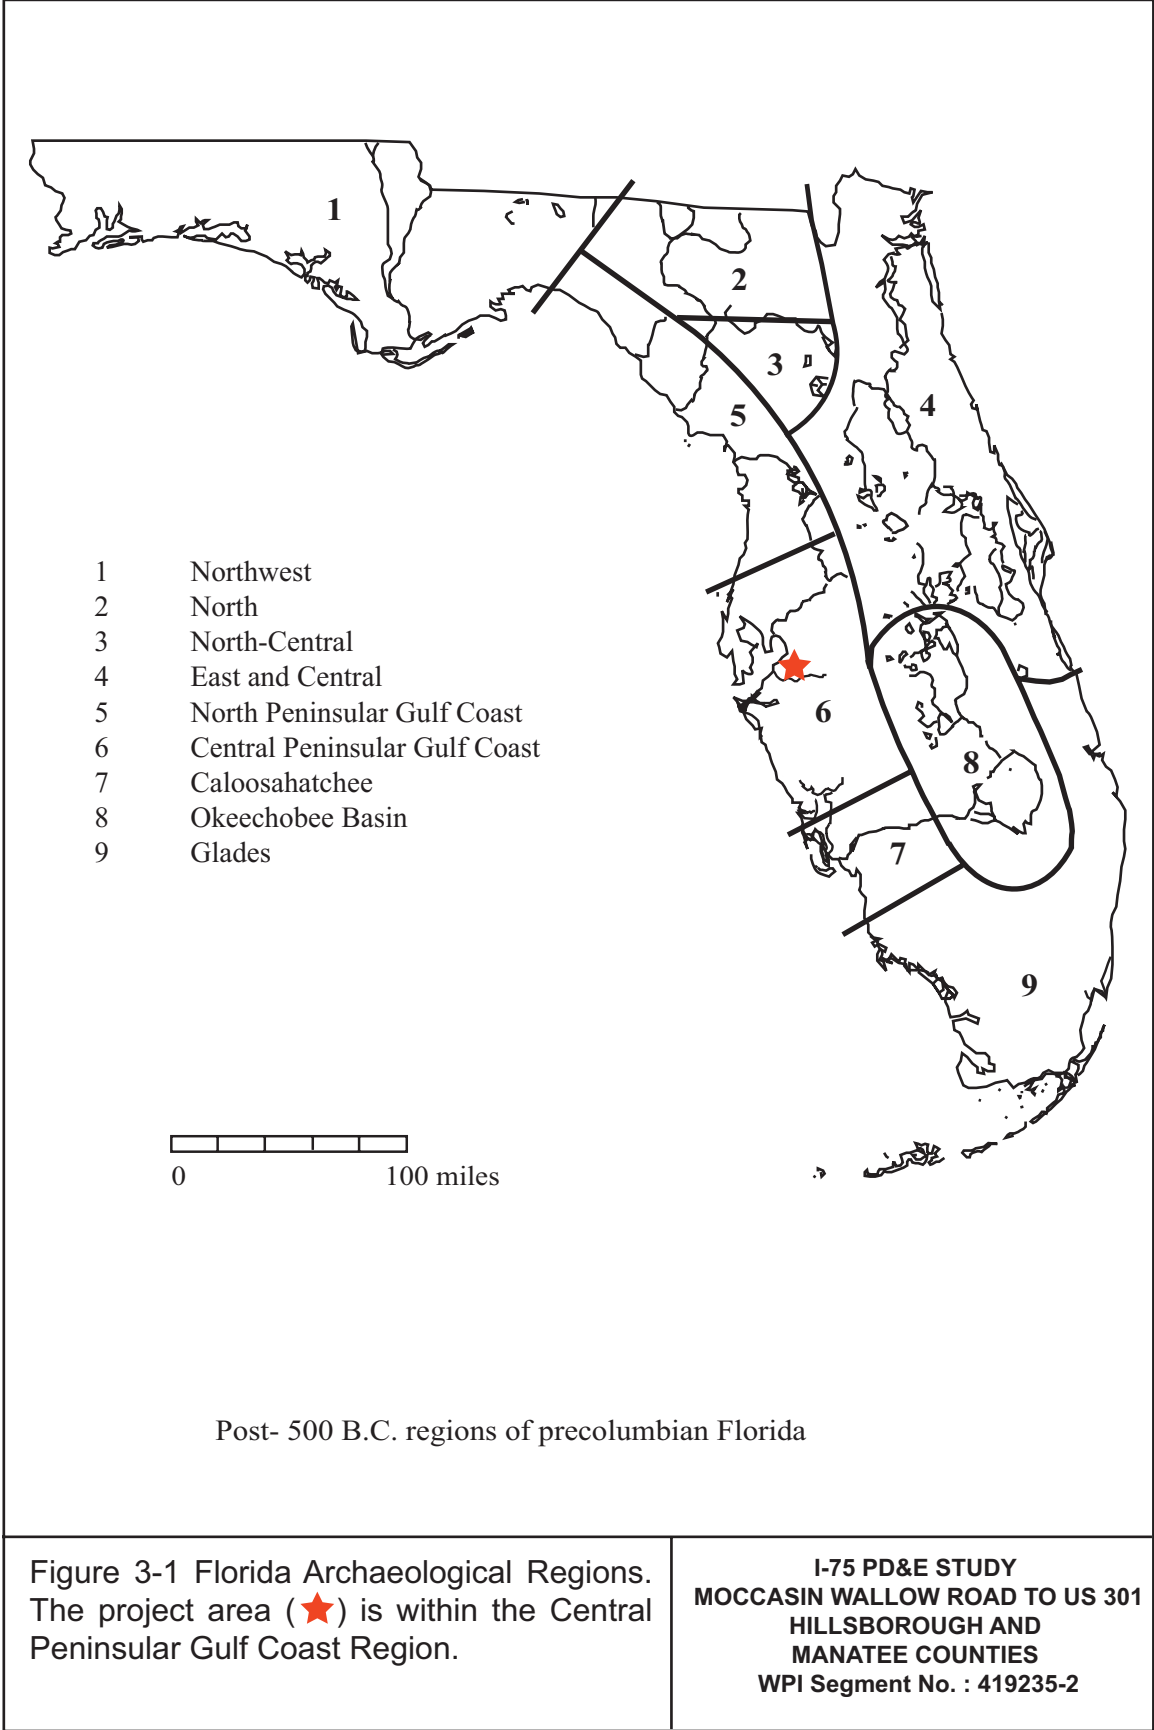 1
2
3
4
5
6
7
8
9
1 Northwest
2 North
3 North-Central
4 East and Central
5 North Peninsular Gulf Coast
6 Central Peninsular Gulf Coast
7 Caloosahatchee
8 Okeechobee Basin
9 Glades
0 100 miles
Post- 500 B.C. regions of precolumbian Florida
Figure 3-1 Florida Archaeological Regions.
The project area ( ) is within the Central
Peninsular Gulf Coast Region.
I-75 PD&E STUDY
MOCCASIN WALLOW ROAD TO US 301
HILLSBOROUGH AND
MANATEE COUNTIES
WPI Segment No. : 419235-2